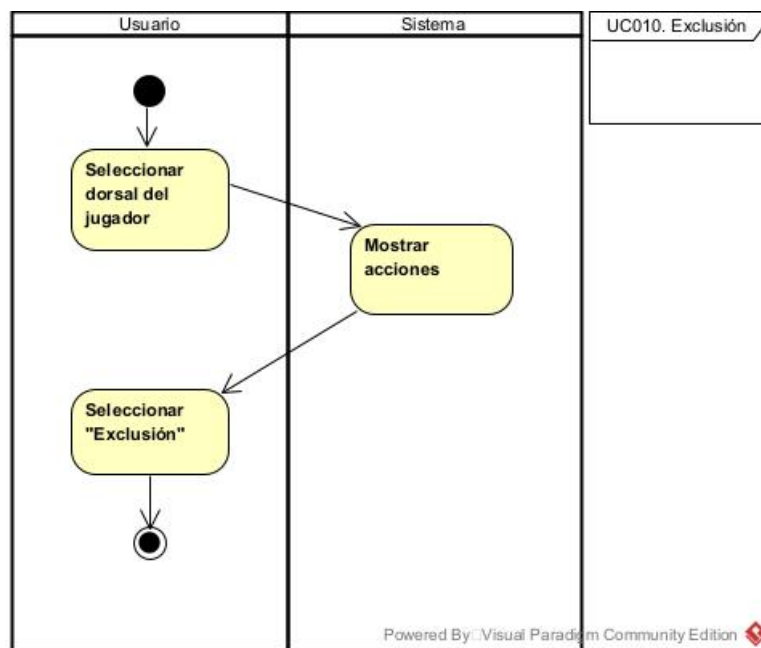 Usuario
Sistema
UC010. Exclusión
Seleccionar
dorsal del
jugador
Mostrar
acciones
Seleccionar
"Exclusión"
Powered By Visual Paradigm Community Edition